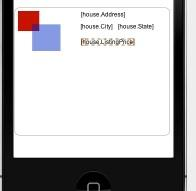 [house.Address]
[house.City] [house.State]
[house.ListingPrice]